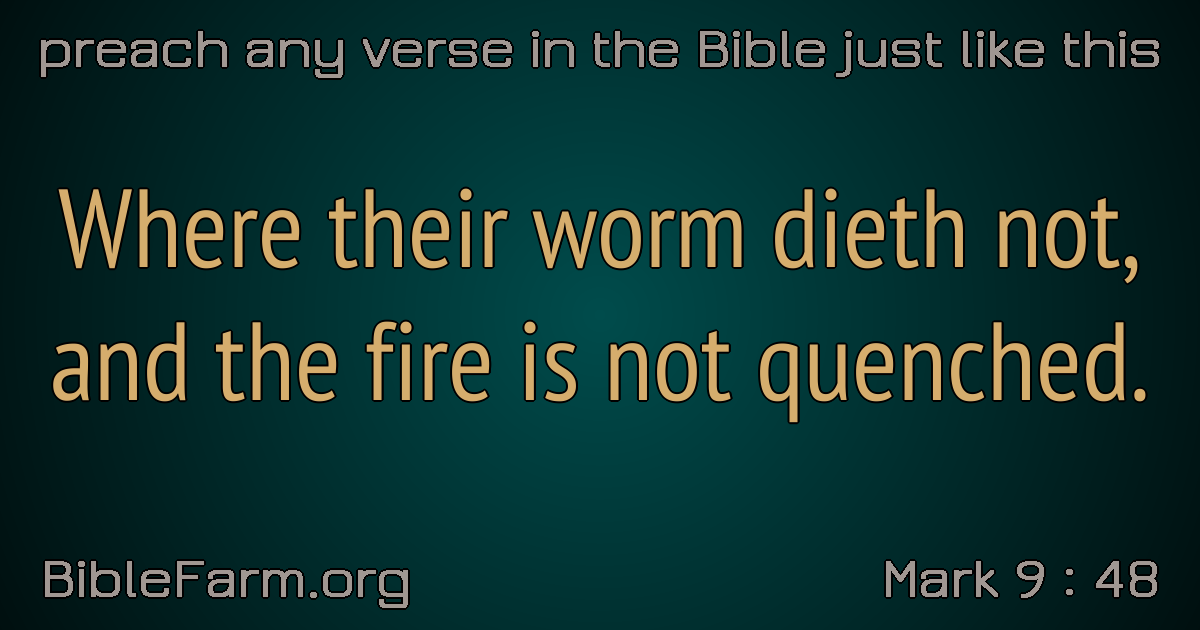 preach any verse in the Bible just like this
Where their worm dieth not,
and the fire is not quenched.
BibleFarm.org
Mark 9 : 48